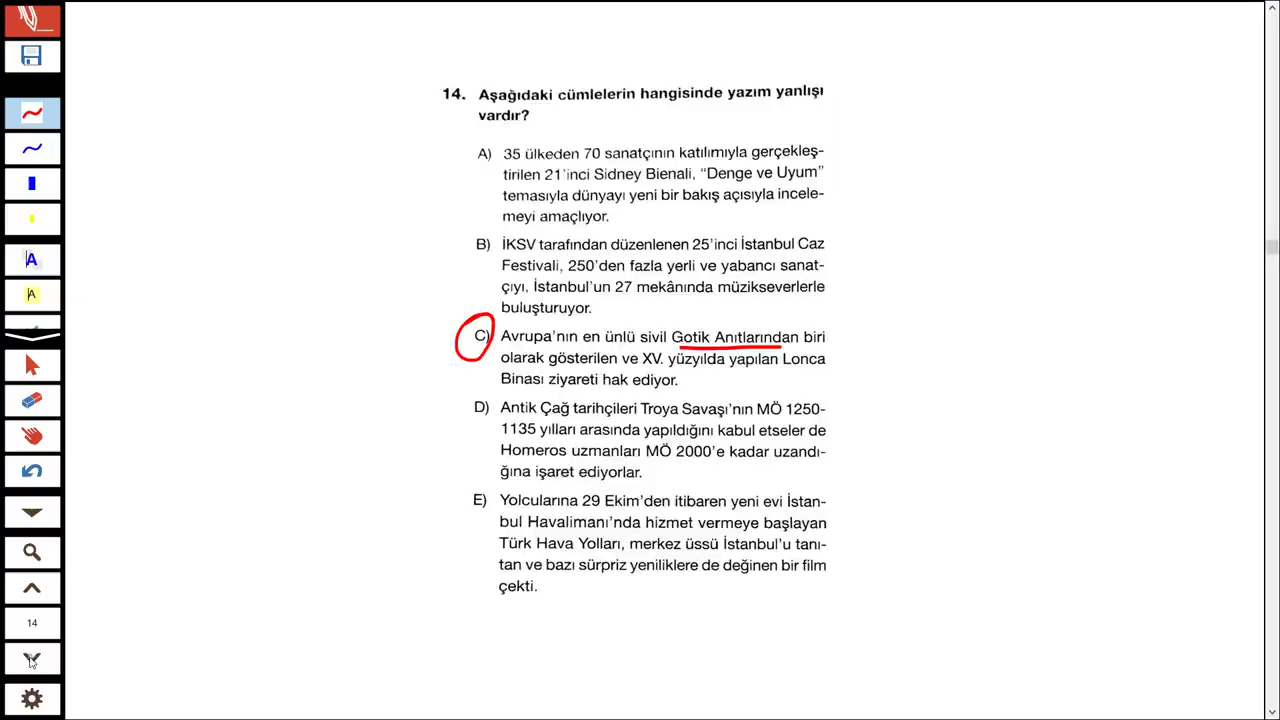 14. Aşağıdaki cümlelerin hangisinde yazım yanlışı
vardır?
A) 35 ülkeden 70 sanatçının katılımıyla gerçekleş-
tirilen 21'inci Sidney Bienali, “Denge ve Uyum”
temasıyla dünyayı yeni bir bakış açısıyla incele-
meyi amaçlıyor.
B) İKSV tarafından düzenlenen 25'inci İstanbul Caz
Festivali, 250'den fazla yerli ve yabancı sanat-
çıyı, İstanbul'un 27 mekânında müzikseverlerle
buluşturuyor.
C) Avrupa'nın en ünlü sivil Gotik Anıtlarından biri
olarak gösterilen ve XV. yüzyılda yapılan Lonca
Binası ziyareti hak ediyor.
D) Antik Çağ tarihçileri Troya Savaşı'nın MÖ 1250-
1135 yılları arasında yapıldığını kabul etseler de
Homeros uzmanları MÖ 2000'e kadar uzandı-
ğına işaret ediyorlar.
E) Yolcularına 29 Ekim'den itibaren yeni evi İstan-
bul Havalimanı'nda hizmet vermeye başlayan
Türk Hava Yolları, merkez üssü İstanbul'u tanı-
tan ve bazı sürpriz yeniliklere de değinen bir film
çekti.
A
A
14